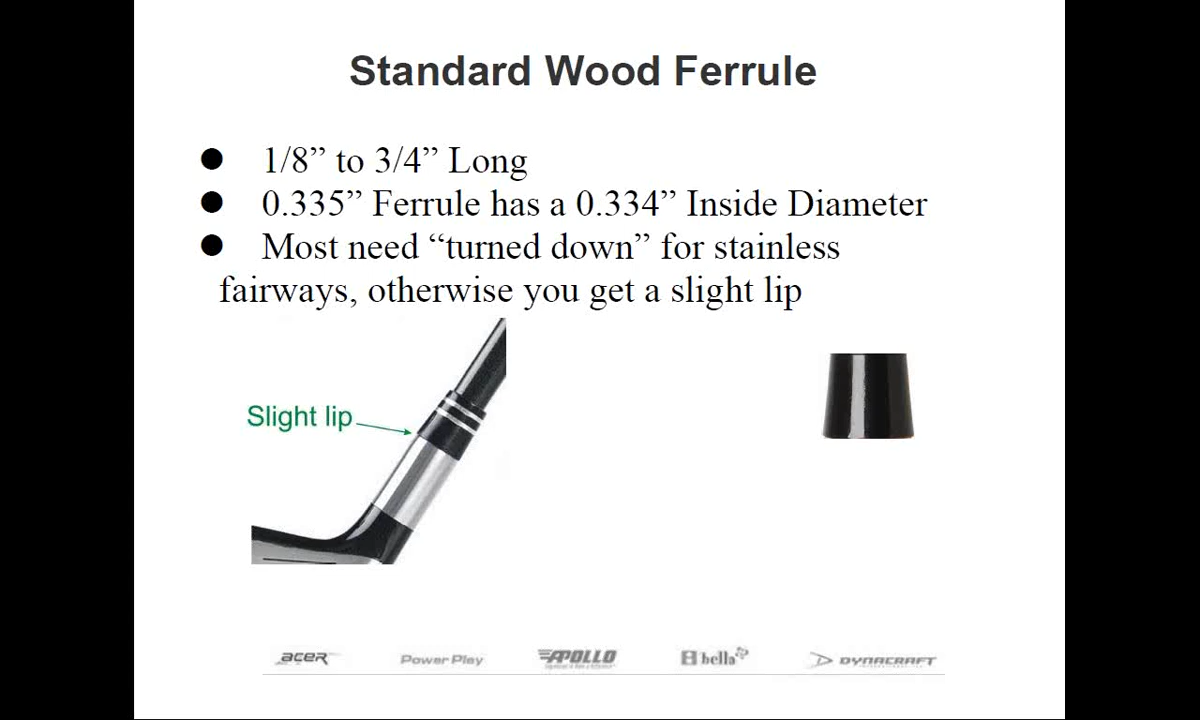 Standard Wood Ferrule
● 1/8” to 3/4” Long
● 0.335” Ferrule has a 0.334” Inside Diameter
● Most need “turned down” for stainless
fairways, otherwise you get a slight lip
Slight lip
acer Power Play APOLLO bella DYNACRAFT